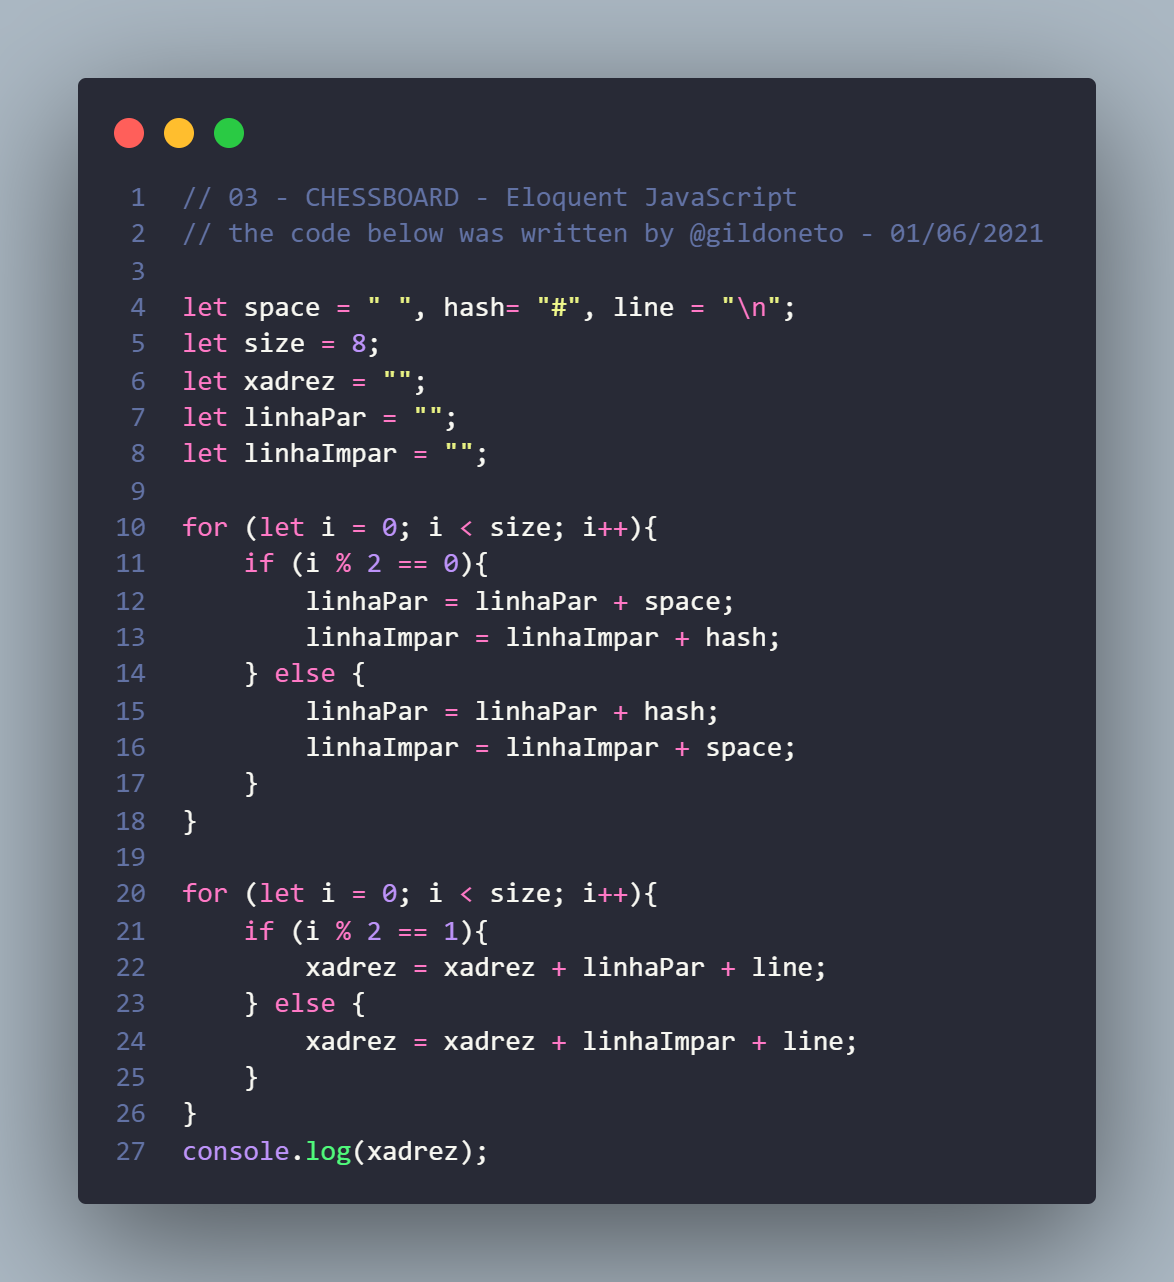 1 // 03 - CHESSBOARD - Eloquent JavaScript
2 // the code below was written by @gildoneto - 01/06/2021
3
4 let space = " ", hash= "#", line = "\n";
5 let size = 8;
6 let xadrez = "";
7 let linhaPar = "";
8 let linhaImpar = "";
9
10 for (let i = 0; i < size; i++){
11     if (i % 2 == 0){
12         linhaPar = linhaPar + space;
13         linhaImpar = linhaImpar + hash;
14     } else {
15         linhaPar = linhaPar + hash;
16         linhaImpar = linhaImpar + space;
17     }
18 }
19
20 for (let i = 0; i < size; i++){
21     if (i % 2 == 1){
22         xadrez = xadrez + linhaPar + line;
23     } else {
24         xadrez = xadrez + linhaImpar + line;
25     }
26 }
27 console.log(xadrez);